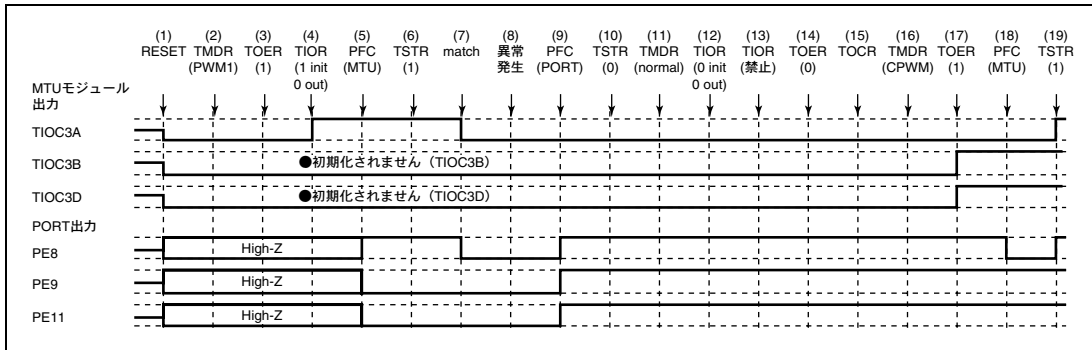 (1) (2) (3) (4) (5) (6) (7) (8) (9) (10) (11) (12) (13) (14) (15) (16) (17) (18) (19)
RESET TMDR TOER TIOR PFC TSTR match 異常 PFC TSTR TMDR TIOR TIOR TOER TOCR TMDR TOER PFC TSTR
(PWM1) (1) (1 init (MTU) (1) 発生 (PORT) (0) (normal) (0 init (禁止) (0) (CPWM) (1) (MTU) (1)
0 out) 0 out)
MTUモジュール
出力
TIOC3A
TIOC3B ●初期化されません（TIOC3B）
TIOC3D ●初期化されません（TIOC3D）
PORT出力
PE8 High-Z
PE9 High-Z
PE11 High-Z